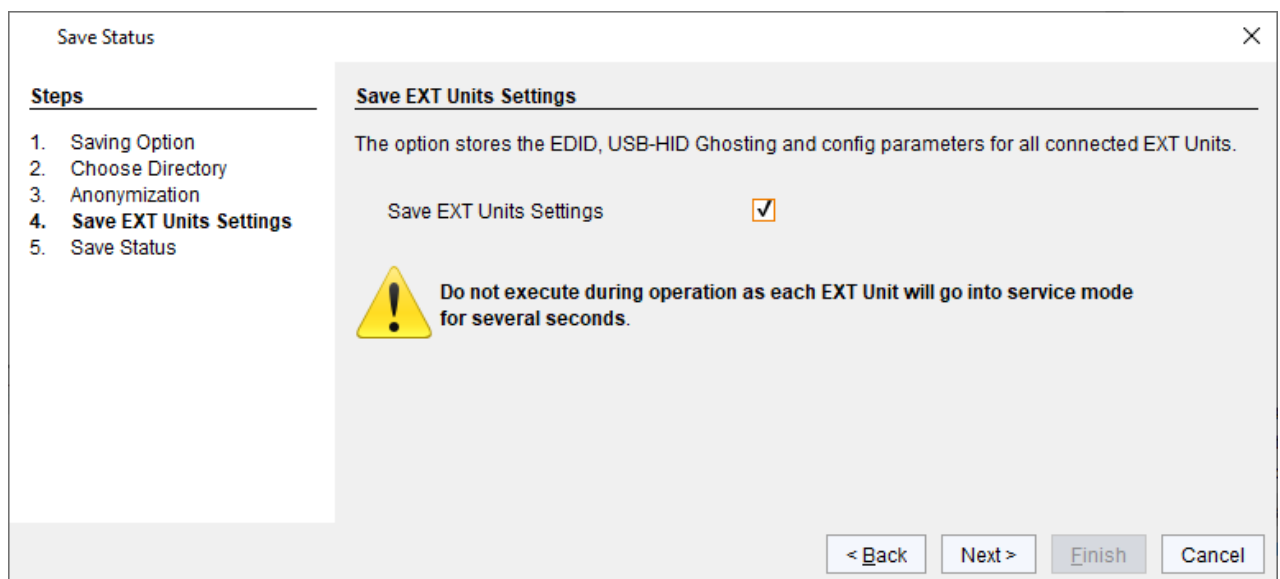 Save Status
Steps
1. Saving Option
2. Choose Directory
3. Anonymization
4. Save EXT Units Settings
5. Save Status
Save EXT Units Settings
The option stores the EDID, USB-HID Ghosting and config parameters for all connected EXT Units.
Save EXT Units Settings
Do not execute during operation as each EXT Unit will go into service mode
for several seconds.
< Back
Next >
Finish
Cancel